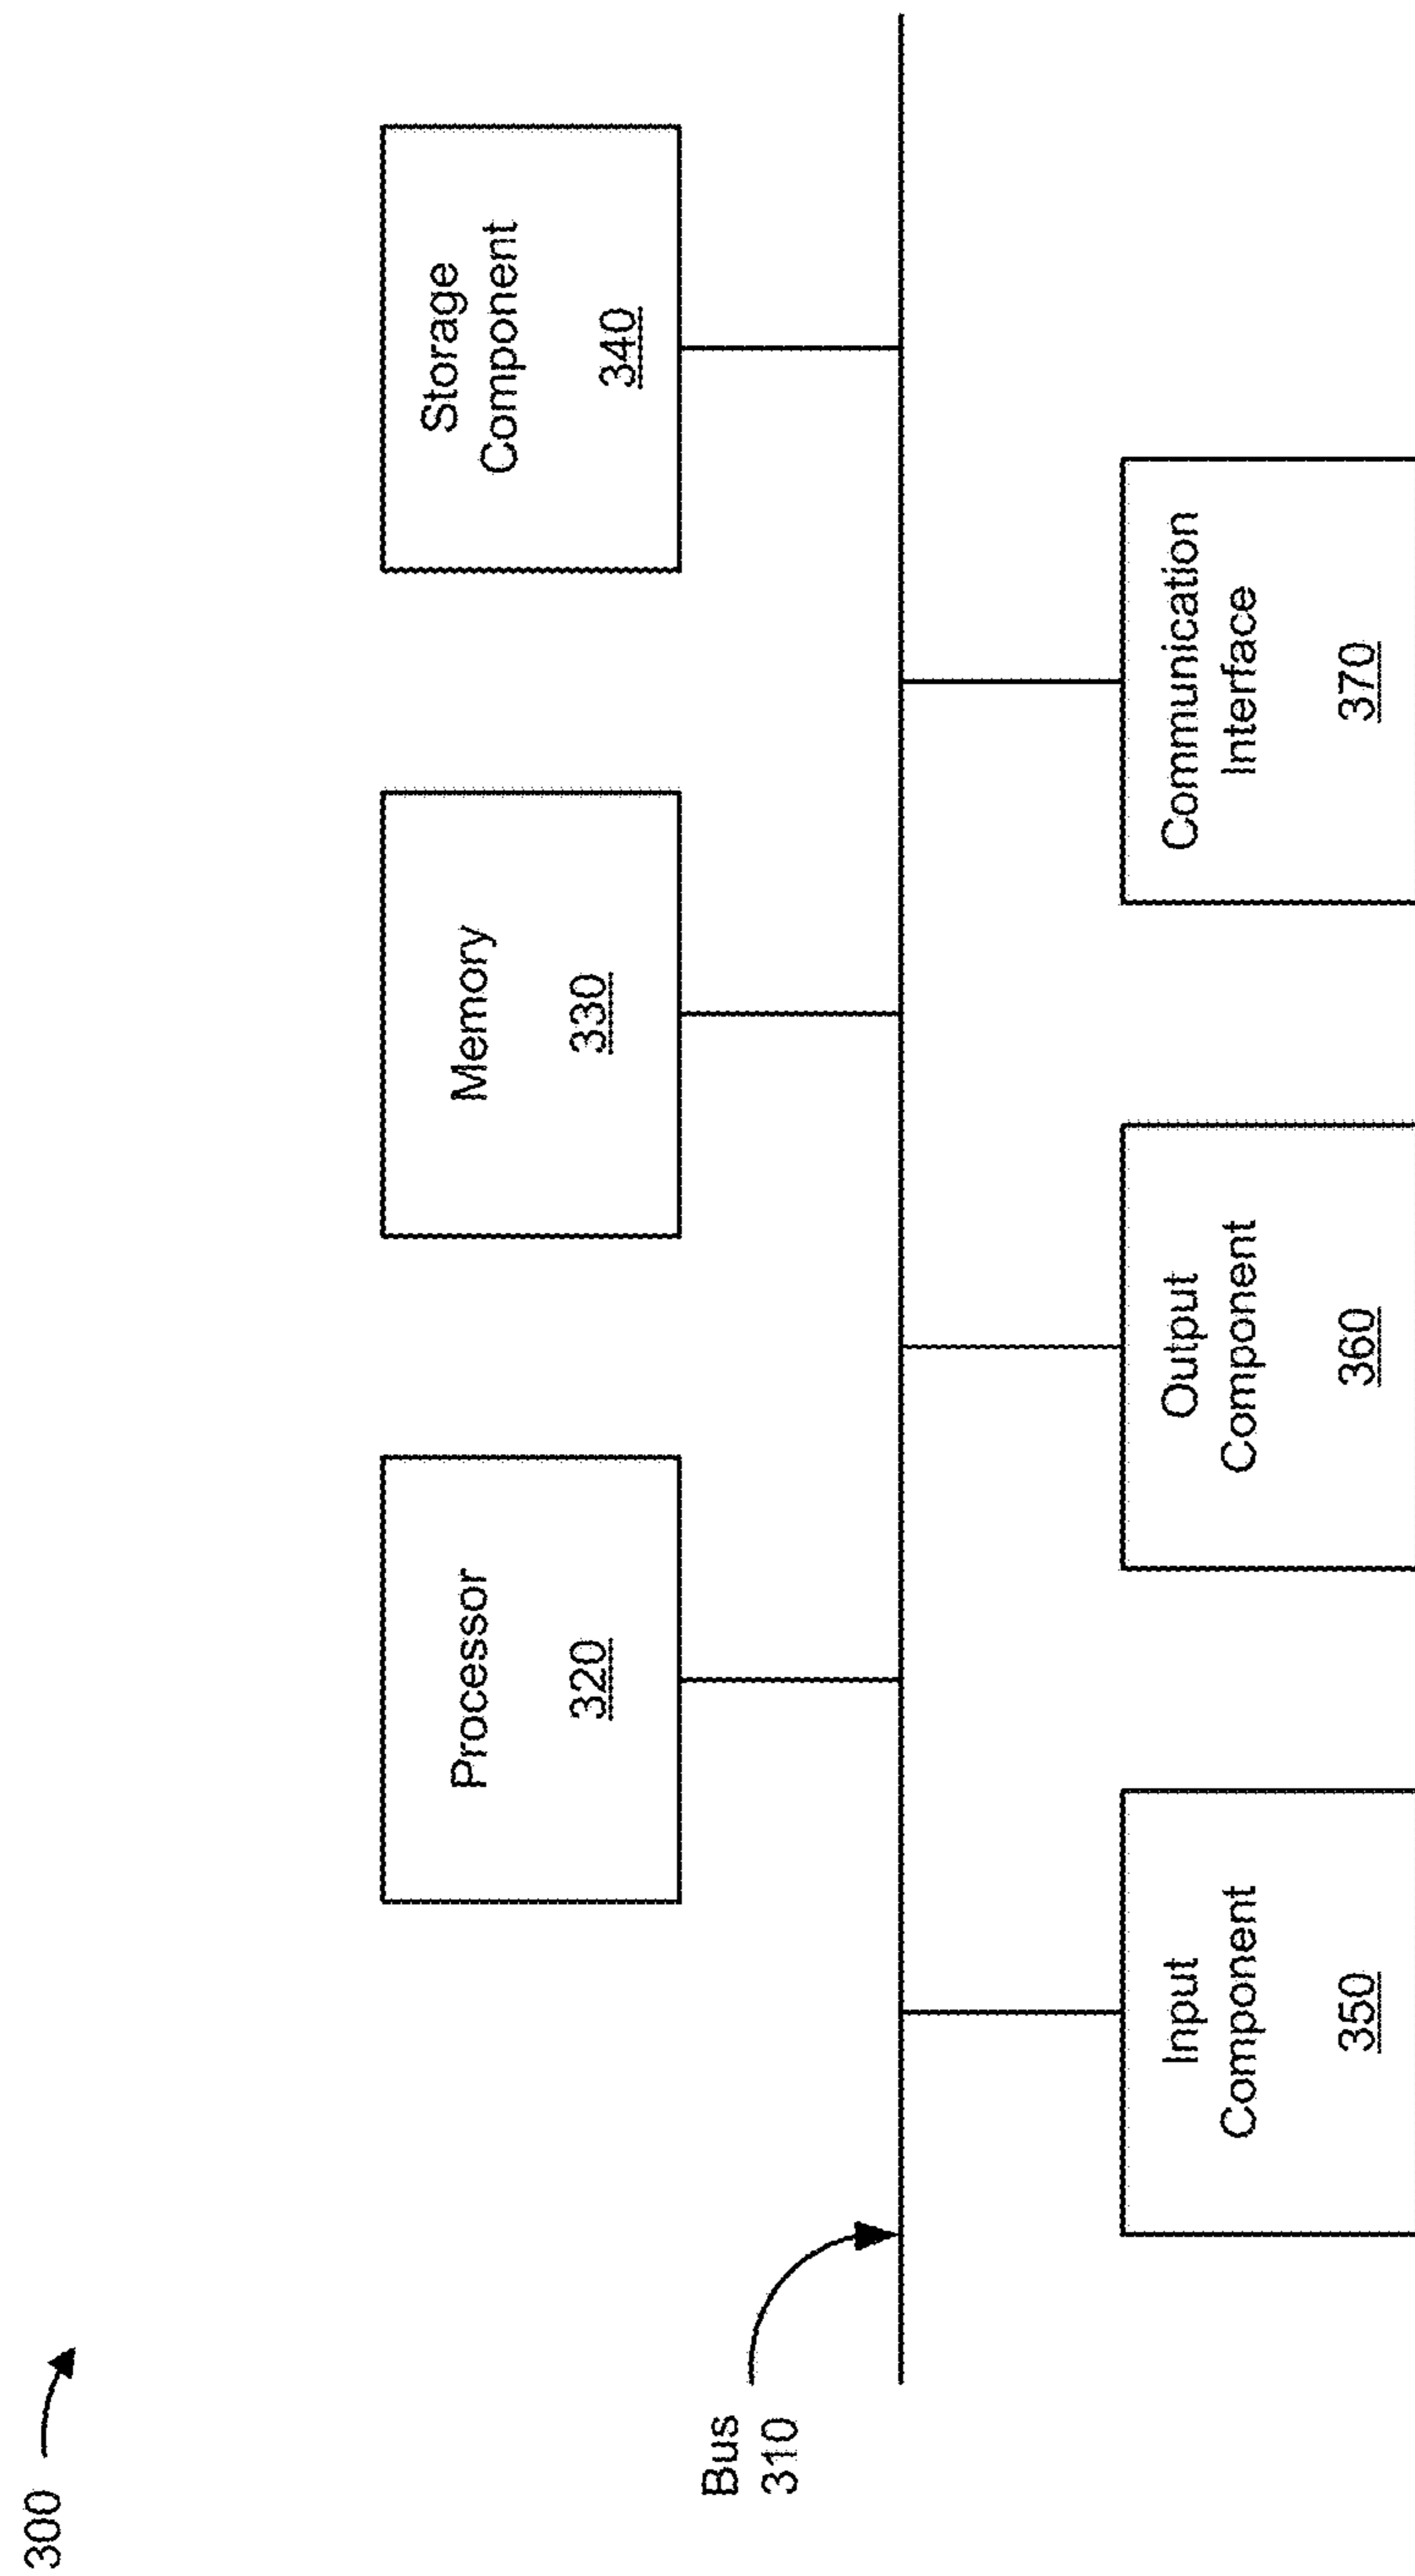 300
Bus
310
Processor
320
Memory
330
Storage
Component
340
Input
Component
350
Output
Component
360
Communication
Interface
370